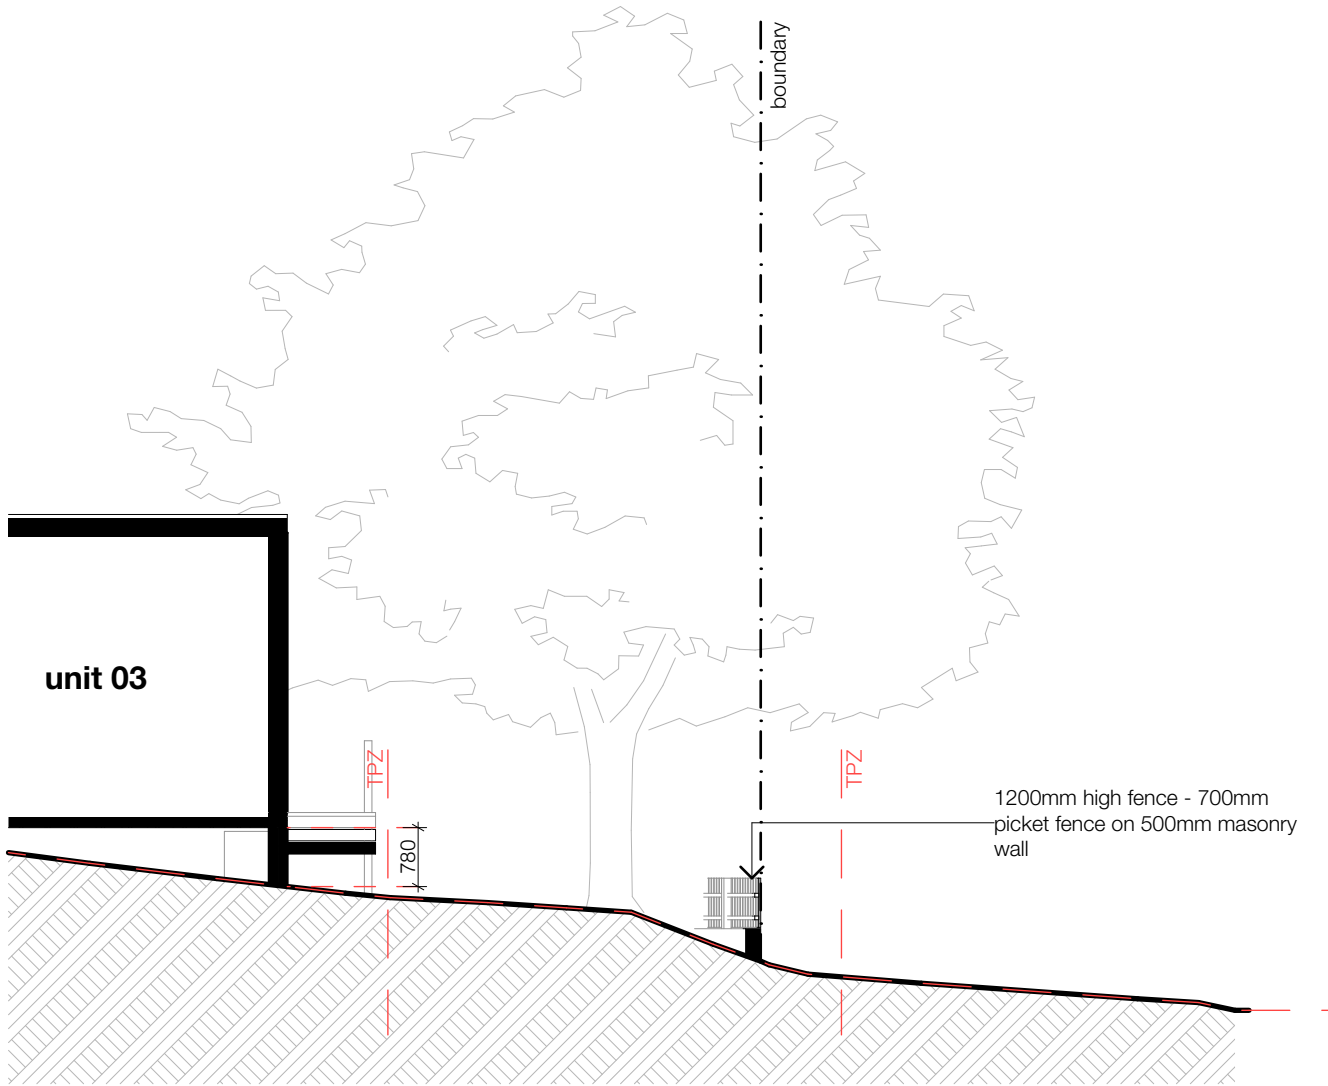 boundary
unit 03
TPZ
TPZ
780
1200mm high fence - 700mm
picket fence on 500mm masonry
wall